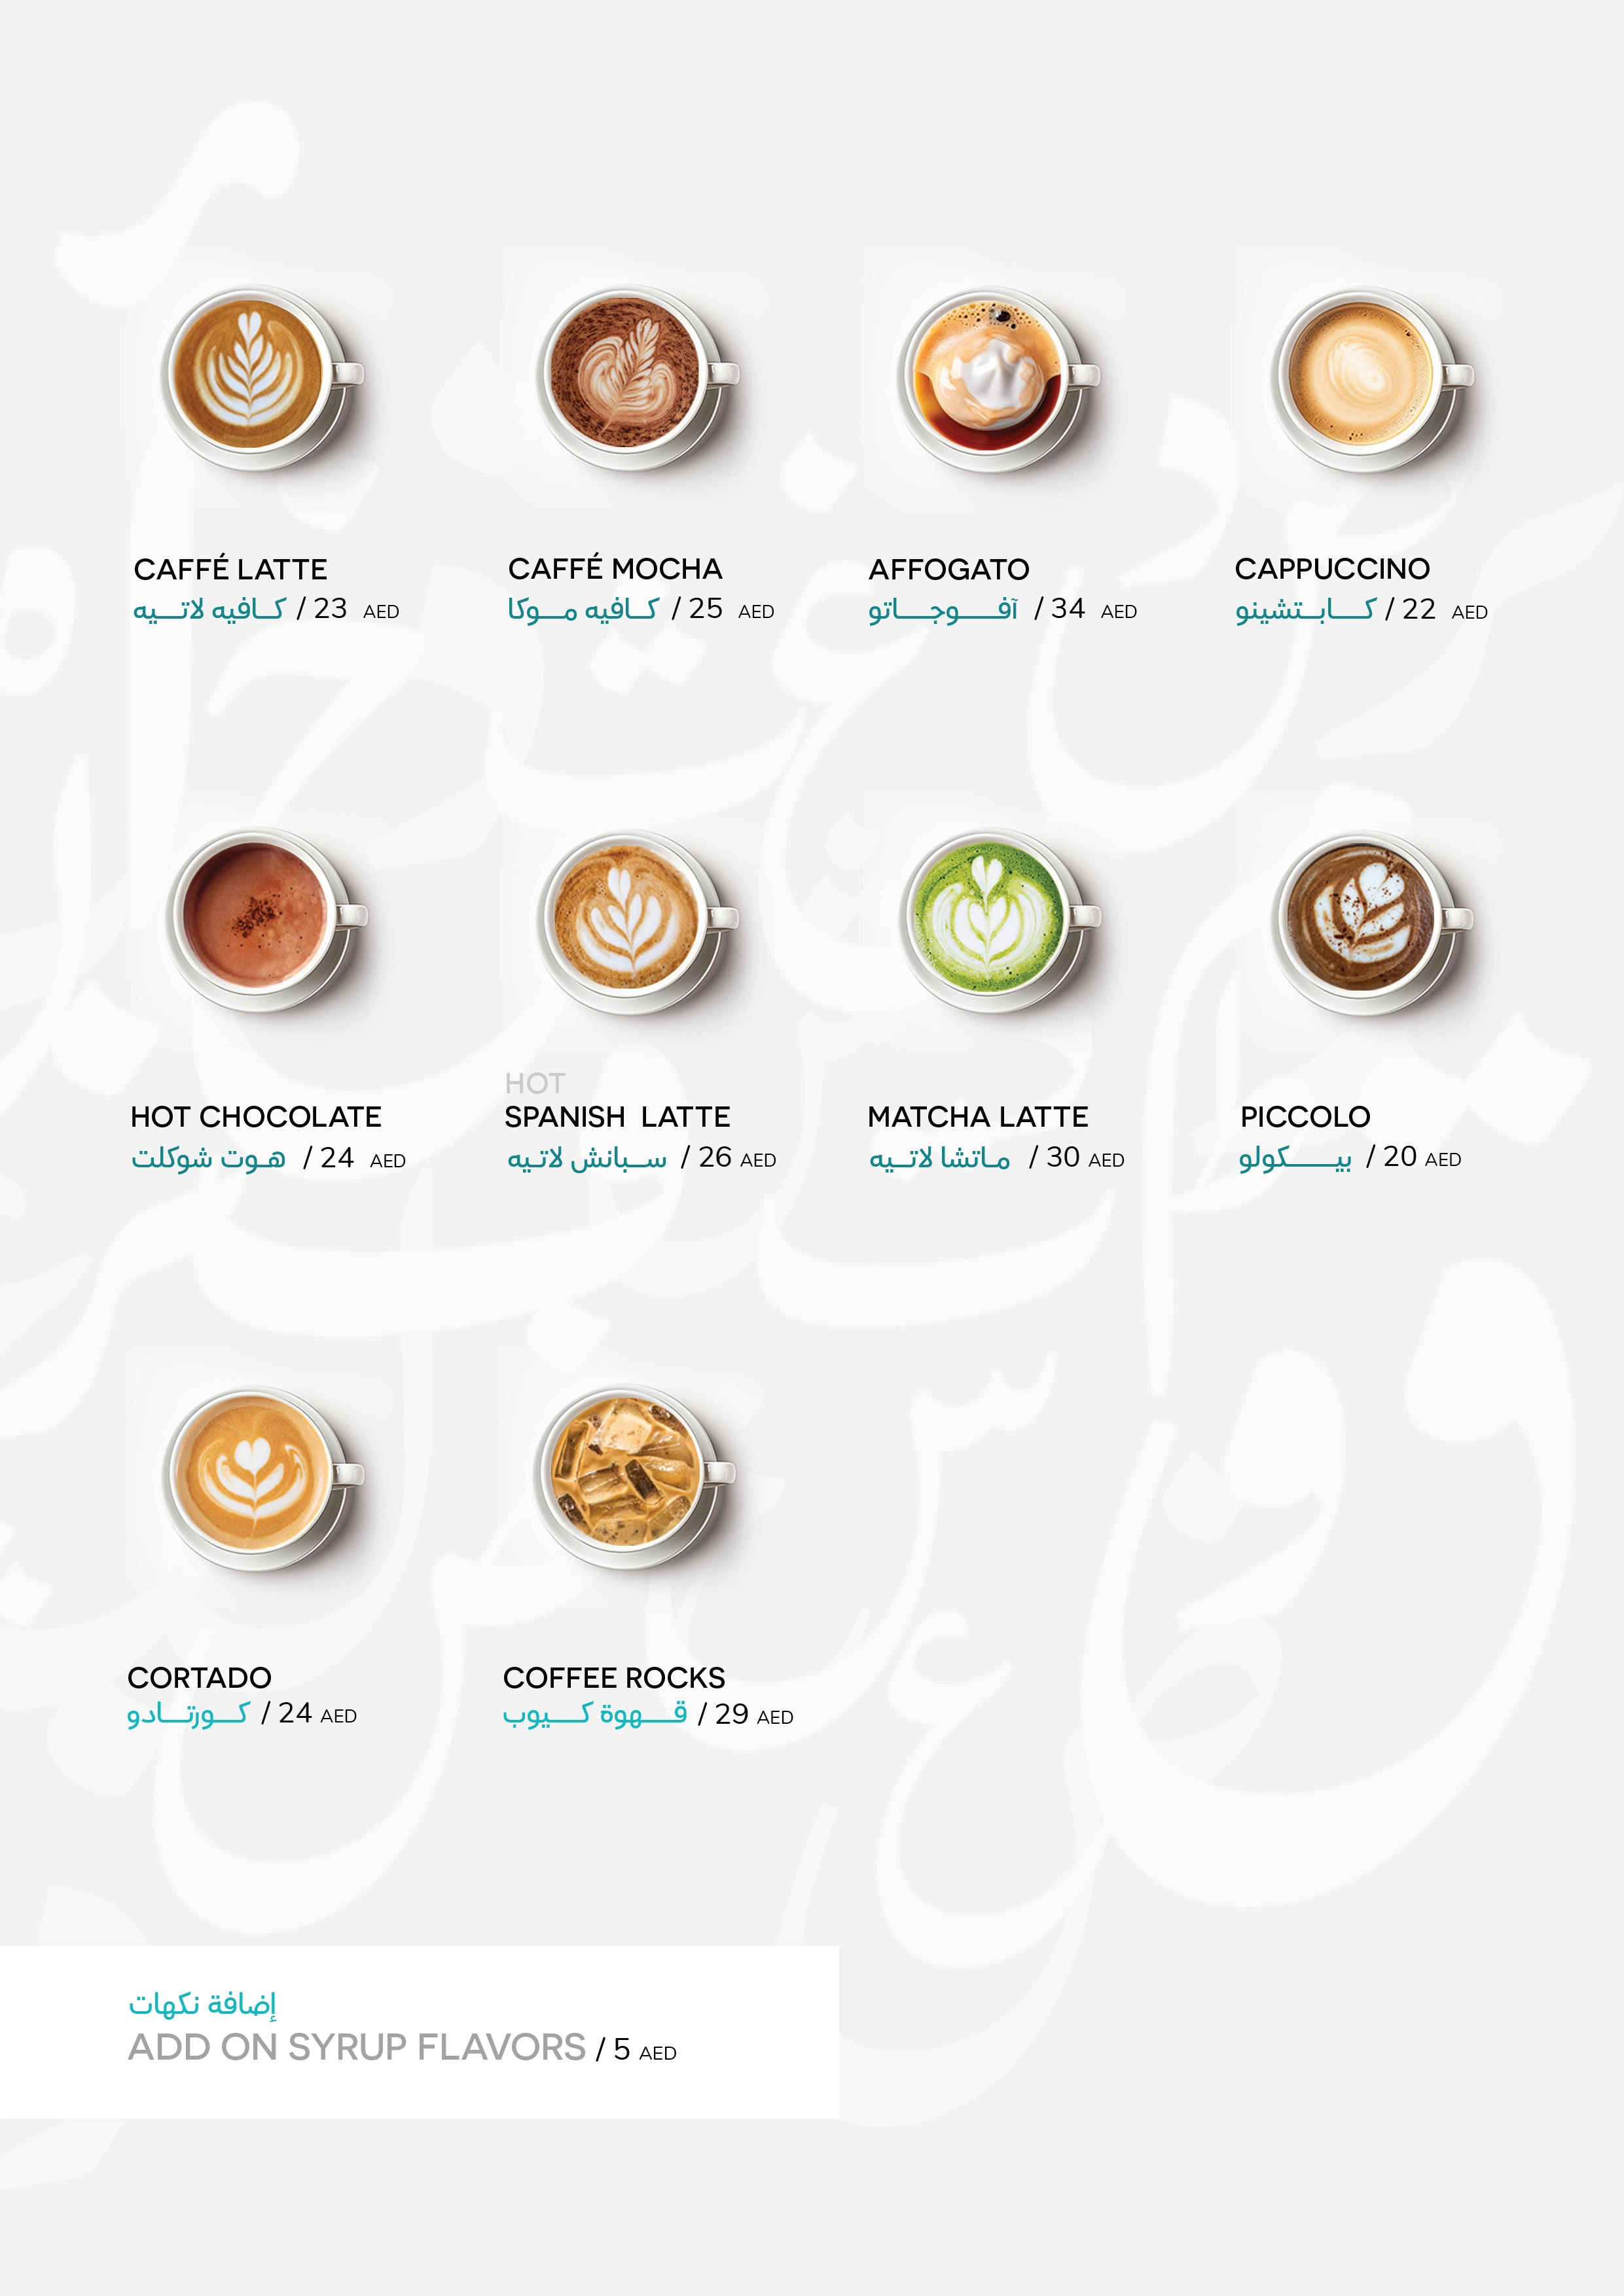 CAFFÉ LATTE
كافيه لاتيه / 23 AED
CAFFÉ MOCHA
كافيه موكا / 25 AED
AFFOGATO
آفوجاتو / 34 AED
CAPPUCCINO
كابتشينو / 22 AED
HOT CHOCOLATE
هوت شوكلت / 24 AED
HOT
SPANISH LATTE
سبانش لاتيه / 26 AED
MATCHA LATTE
ماتشا لاتيه / 30 AED
PICCOLO
بيكولو / 20 AED
CORTADO
كورتادو / 24 AED
COFFEE ROCKS
قهوة كيوب / 29 AED
إضافة نكهات
ADD ON SYRUP FLAVORS / 5 AED